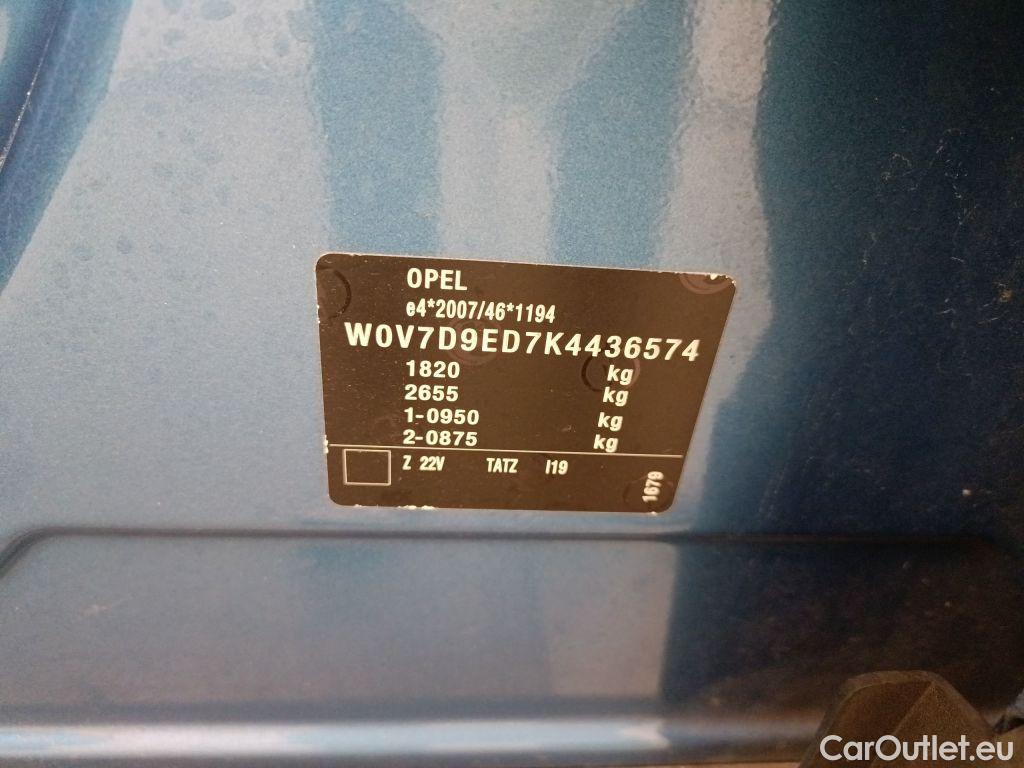 OPEL
e4*2007/46*1194
W0V7D9ED7K4436574
1820 kg
2655 kg
1-0950 kg
2-0875 kg
Z 22V TATZ I19
1679
CarOutlet.eu